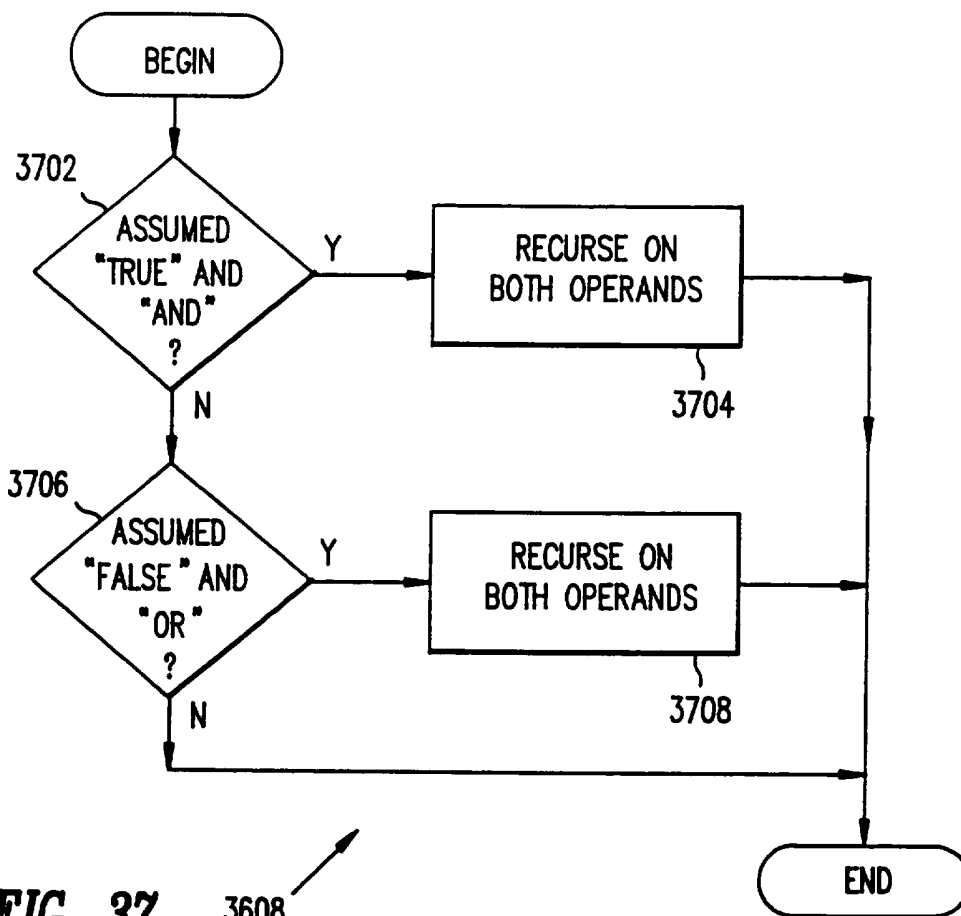 BEGIN
3702
ASSUMED
"TRUE" AND
"AND"
?
Y
RECURSE ON
BOTH OPERANDS
3704
N
3706
ASSUMED
"FALSE" AND
"OR"
?
Y
RECURSE ON
BOTH OPERANDS
3708
N
END
FIG. 37
3608